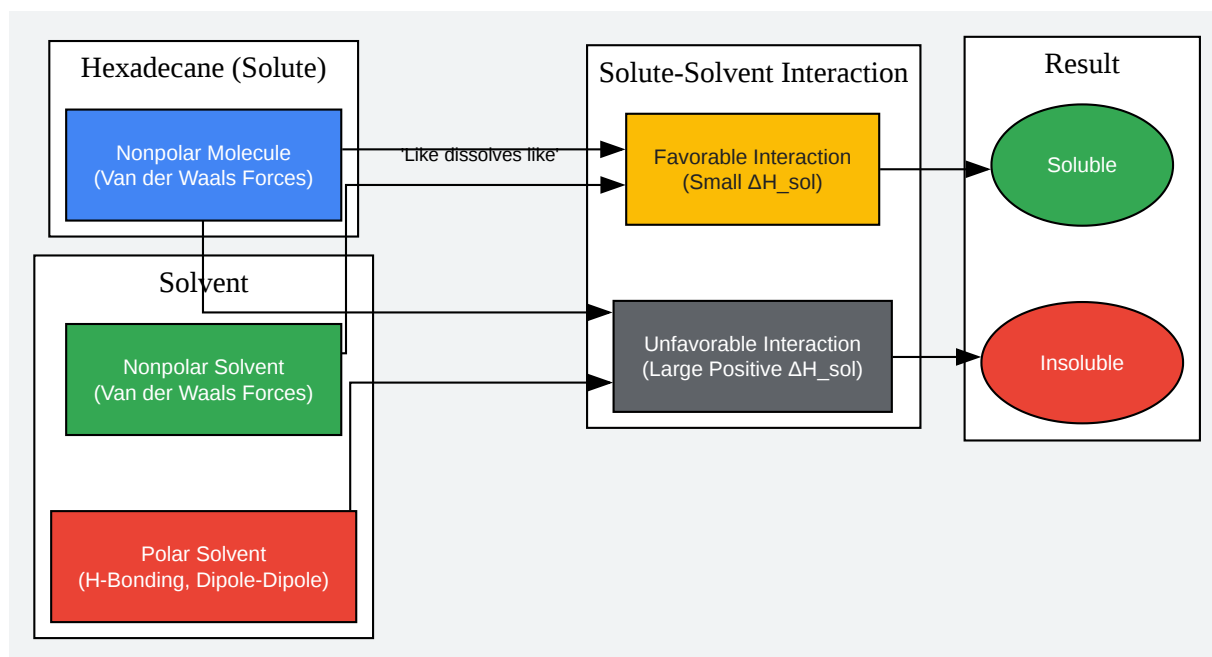 Hexadecane (Solute)
Nonpolar Molecule
(Van der Waals Forces)
Solvent
Nonpolar Solvent
(Van der Waals Forces)
Polar Solvent
(H-Bonding, Dipole-Dipole)
'Like dissolves like'
Solute-Solvent Interaction
Favorable Interaction
(Small ΔH_sol)
Unfavorable Interaction
(Large Positive ΔH_sol)
Result
Soluble
Insoluble